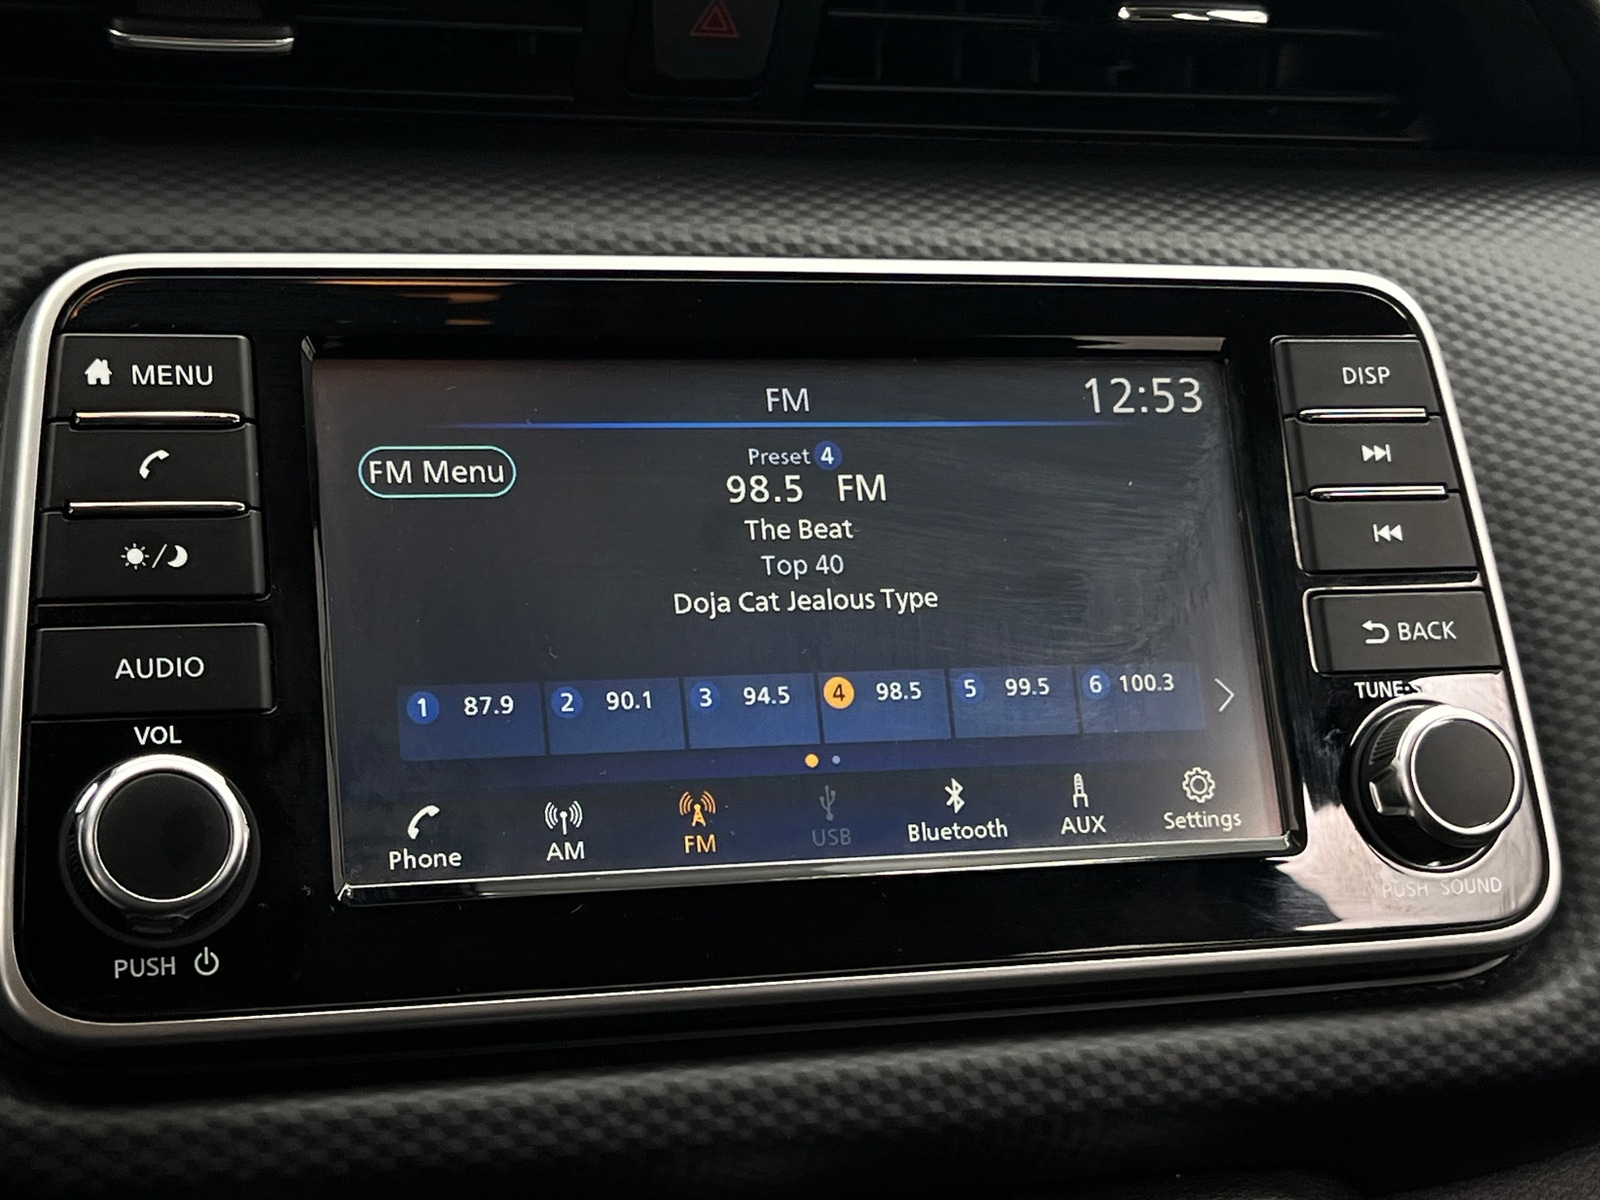 MENU
AUDIO
VOL
PUSH
FM
12:53
FM Menu
Preset 4
98.5 FM
The Beat
Top 40
Doja Cat Jealous Type
1 87.9 2 90.1 3 94.5 4 98.5 5 99.5 6 100.3
Phone AM FM USB Bluetooth AUX Settings
DISP
BACK
TUNE
PUSH SOUND